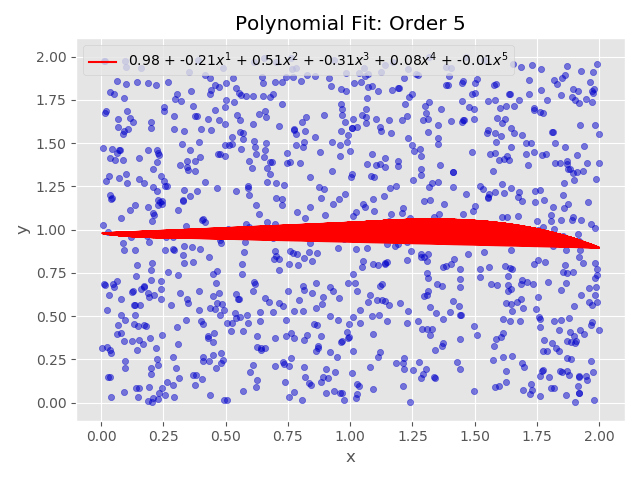 Polynomial Fit: Order 5
0.98 + -0.21x^1 + 0.51x^2 + -0.31x^3 + 0.08x^4 + -0.01x^5
2.00
1.75
1.50
1.25
1.00
0.75
0.50
0.25
0.00
y
0.00 0.25 0.50 0.75 1.00 1.25 1.50 1.75 2.00
x